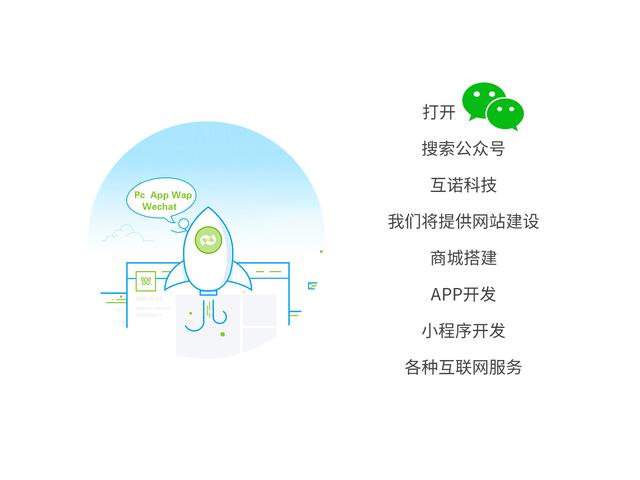 Pc App Wap
Wechat
W
打开
搜索公众号
互诺科技
我们将提供网站建设
商城搭建
APP开发
小程序开发
各种互联网服务